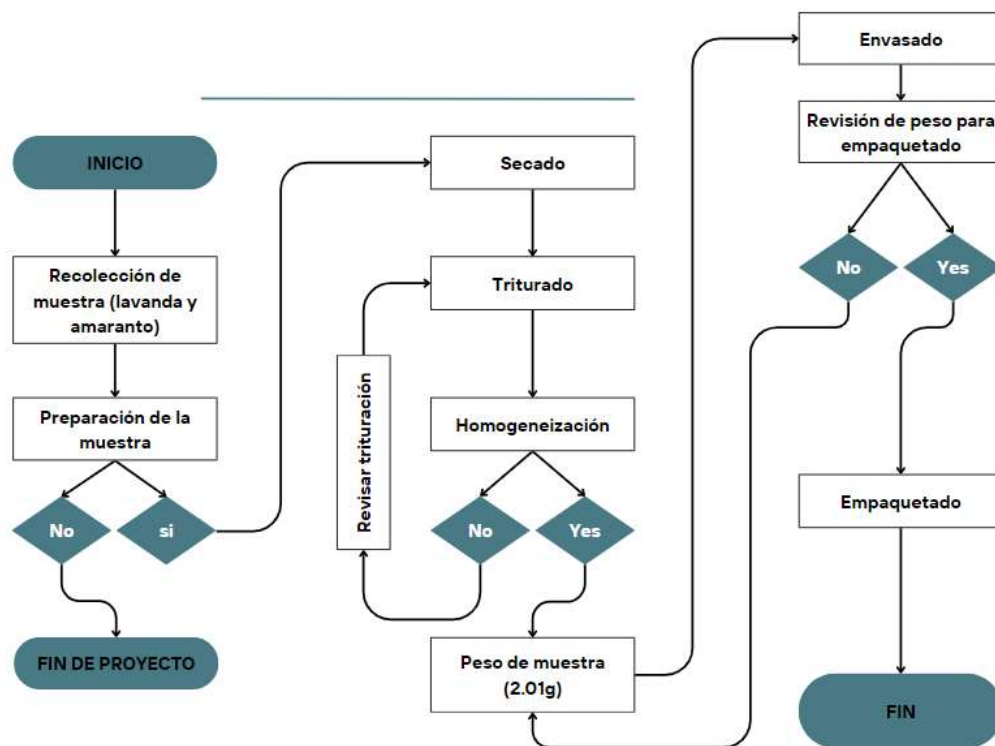 INICIO
Recolección de
muestra (lavanda y
amaranto)
Preparación de la
muestra
No
si
FIN DE PROYECTO
Secado
Triturado
Revisar trituración
Homogeneización
No
Yes
Peso de muestra
(2.01g)
Envasado
Revisión de peso para
empaquetado
No
Yes
Empaquetado
FIN